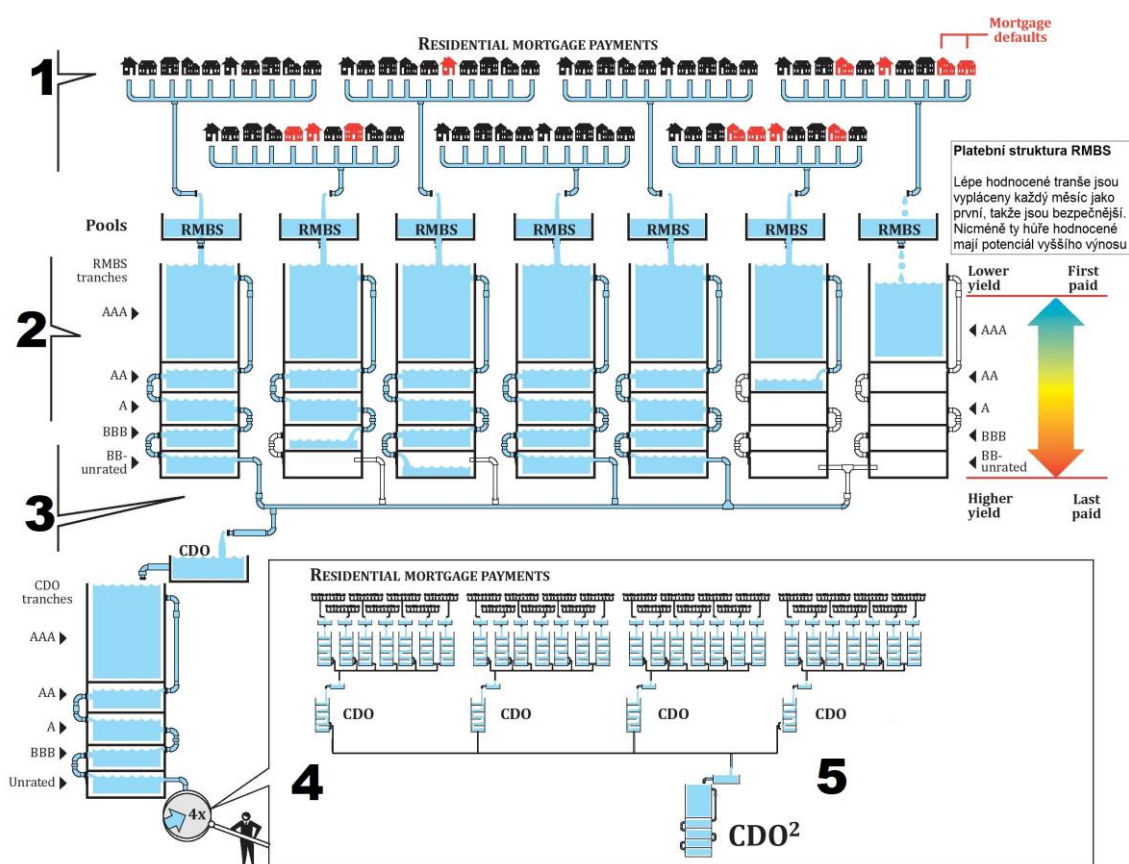 1
RESIDENTIAL MORTGAGE PAYMENTS
Mortgage
defaults
Platební struktura RMBS
Lépe hodnocené tranše jsou
vypláceny každý měsíc jako
první, takže jsou bezpečnější.
Nicméně ty hůře hodnocené
mají potenciál vyššího výnosu
Pools
RMBS
RMBS
RMBS
RMBS
RMBS
RMBS
RMBS
2
RMBS
tranches
AAA
AA
A
BBB
BB-
unrated
Lower
yield
First
paid
AAA
AA
A
BBB
BB-
unrated
Higher
yield
Last
paid
3
CDO
CDO
tranches
AAA
AA
A
BBB
Unrated
4x
RESIDENTIAL MORTGAGE PAYMENTS
CDO
CDO
CDO
CDO
4
5
CDO²